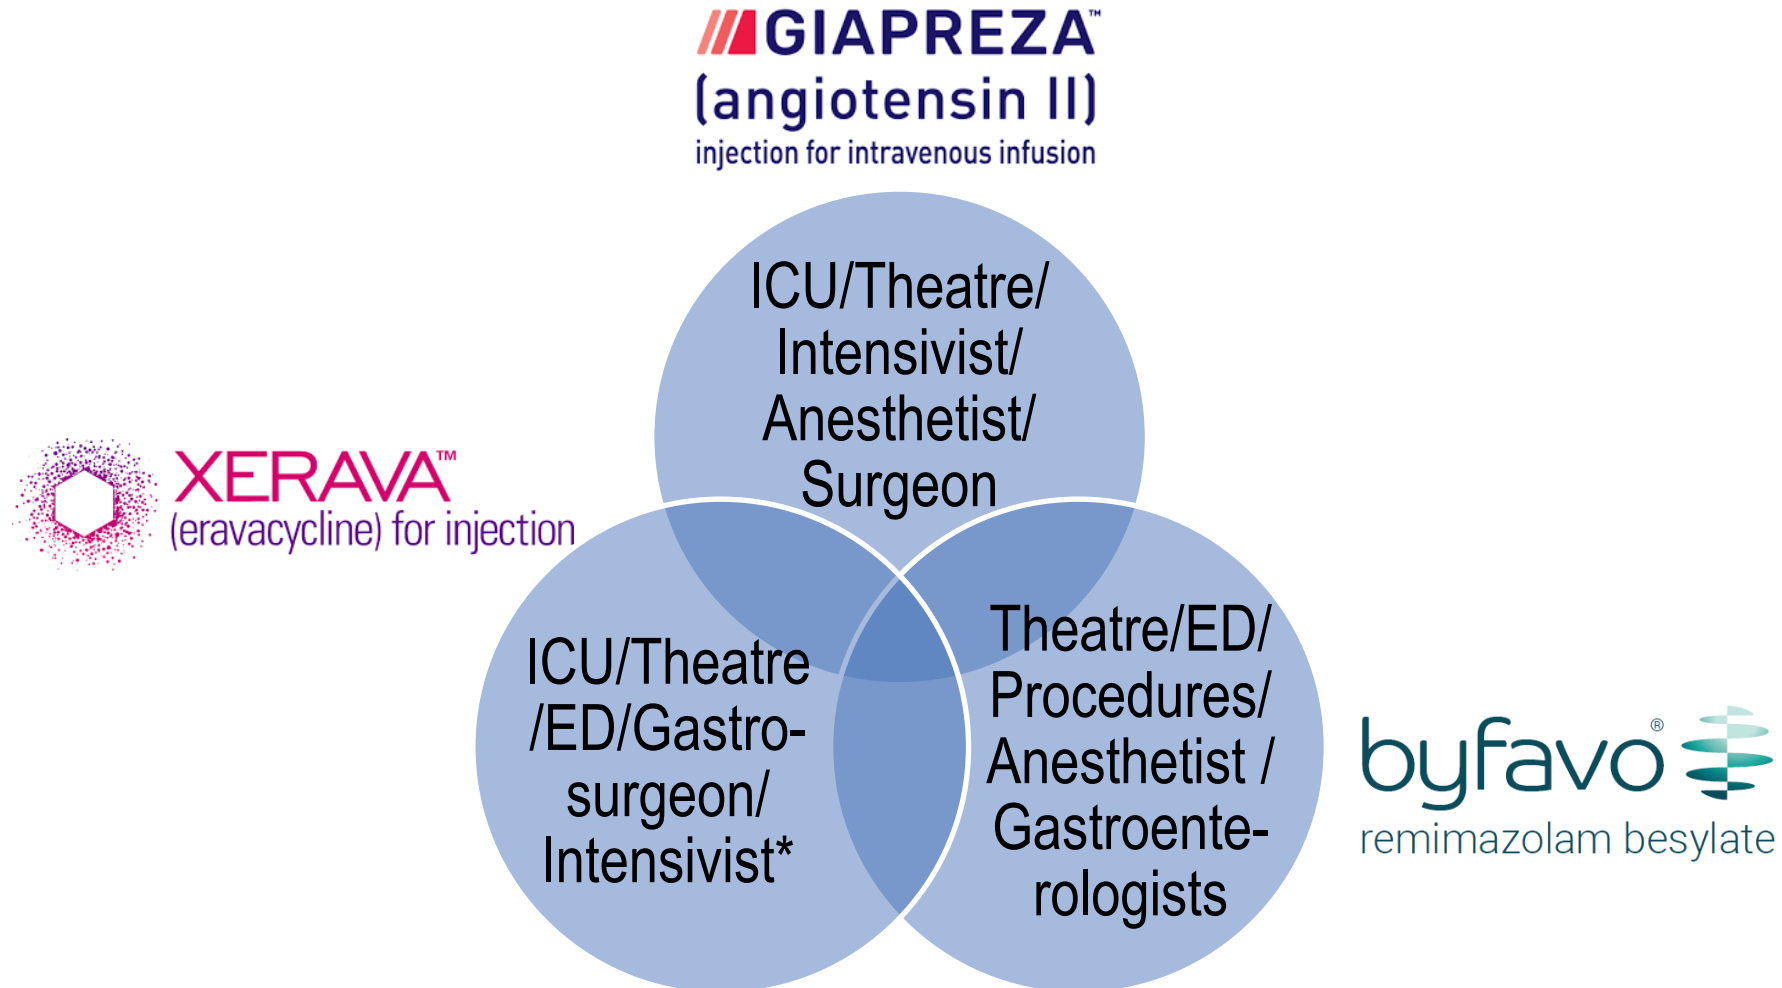 GIAPREZA™
(angiotensin II)
injection for intravenous infusion
ICU/Theatre/
Intensivist/
Anesthetist/
Surgeon
XERAVA™
(eravacycline) for injection
ICU/Theatre
/ED/Gastro-
surgeon/
Intensivist*
Theatre/ED/
Procedures/
Anesthetist /
Gastroente-
rologists
byfavo®
remimazolam besylate